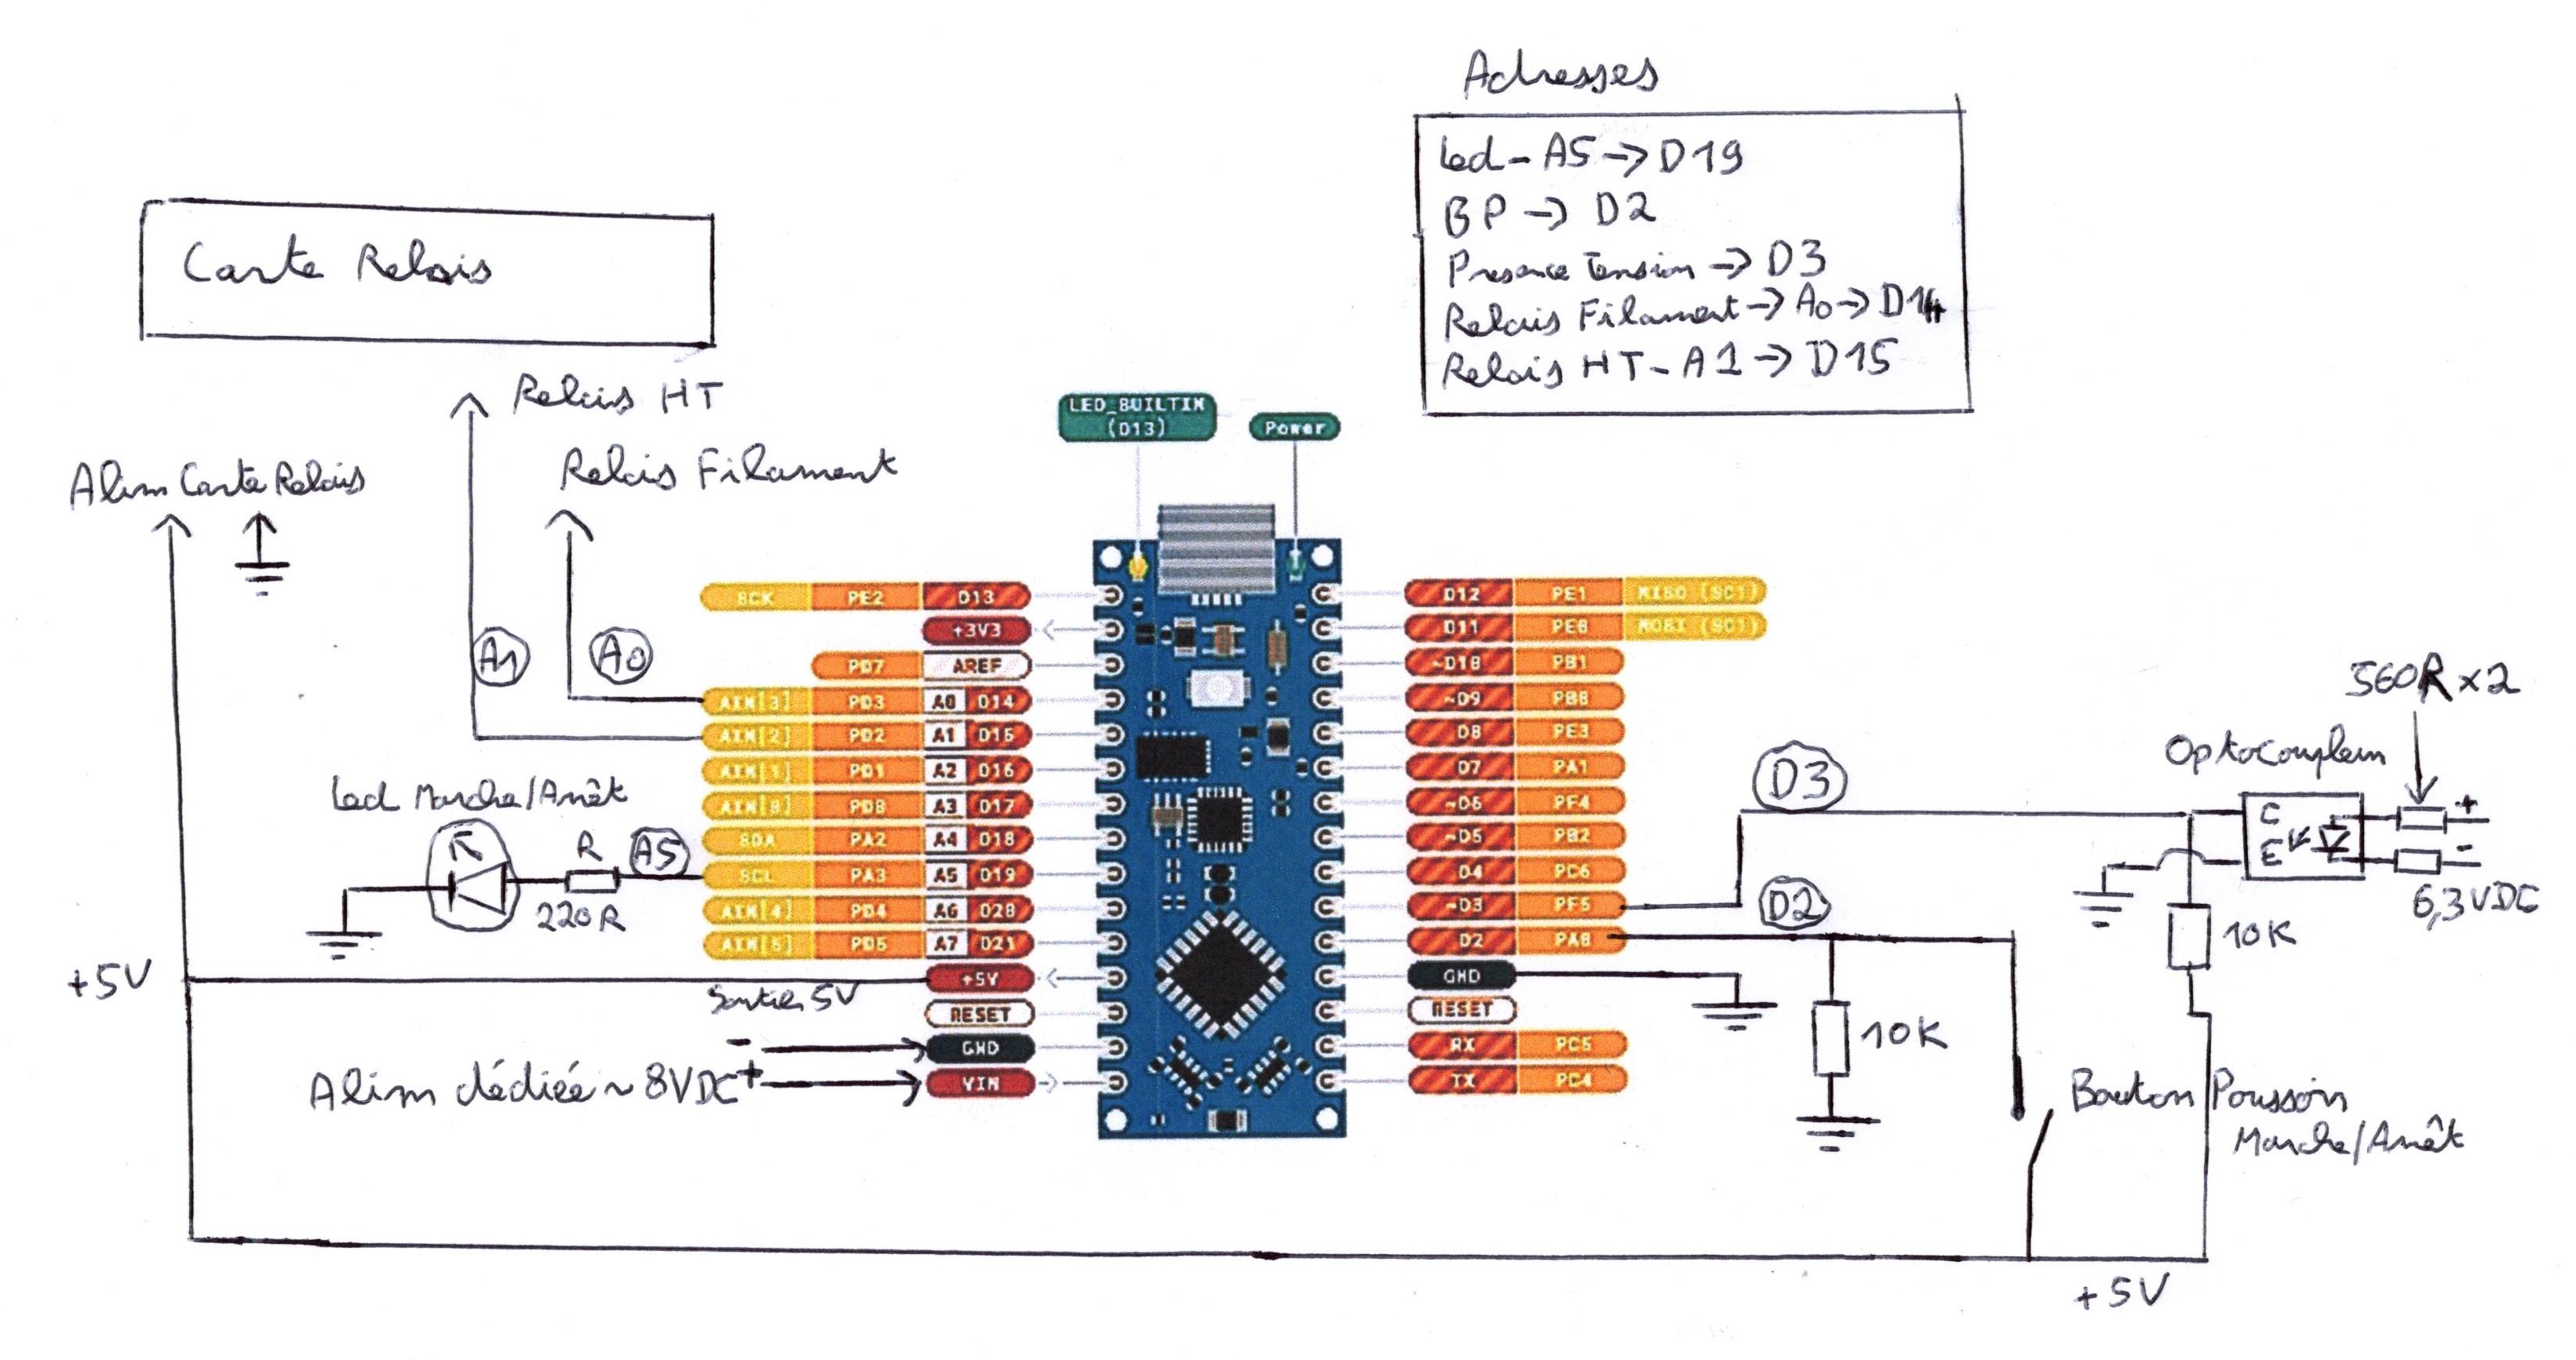 Adresses
Led - A5 -> D19
BP -> D2
Presence Tension -> D3
Relais Filament -> A0 -> D14
Relais HT - A1 -> D15
Carte Relais
Relais HT
Relais Filament
Alim Carte Relais
LED_BUILTIN
(D13)
Power
SCK PE2 D13
+3V3
PD7 AREF
AIN[3] PD3 A0 D14
AIN[2] PD2 A1 D15
AIN[1] PD1 A2 D16
AIN[0] PD0 A3 D17
SDA PA2 A4 D18
SCL PA3 A5 D19
AIN[4] PD4 A6 D20
AIN[5] PD5 A7 D21
+5V
RESET
GND
VIN
D12 PE1 MISO (SC1)
D11 PE0 MOSI (SC1)
~D10 PB1
~D9 PB0
D8 PE3
D7 PA1
~D6 PF4
~D5 PB2
D4 PC6
~D3 PF5
D2 PA0
GND
RESET
RX PC5
TX PC4
A1
A0
Led Marche/Arrêt
R
A5
220R
+5V
Sortie 5V
-
Alim dédiée ~ 8VDC +
D3
D2
10K
560R x2
Optocoupleur
C
E
+
-
6,3VDC
10K
Bouton Poussoir
Marche/Arrêt
+5V